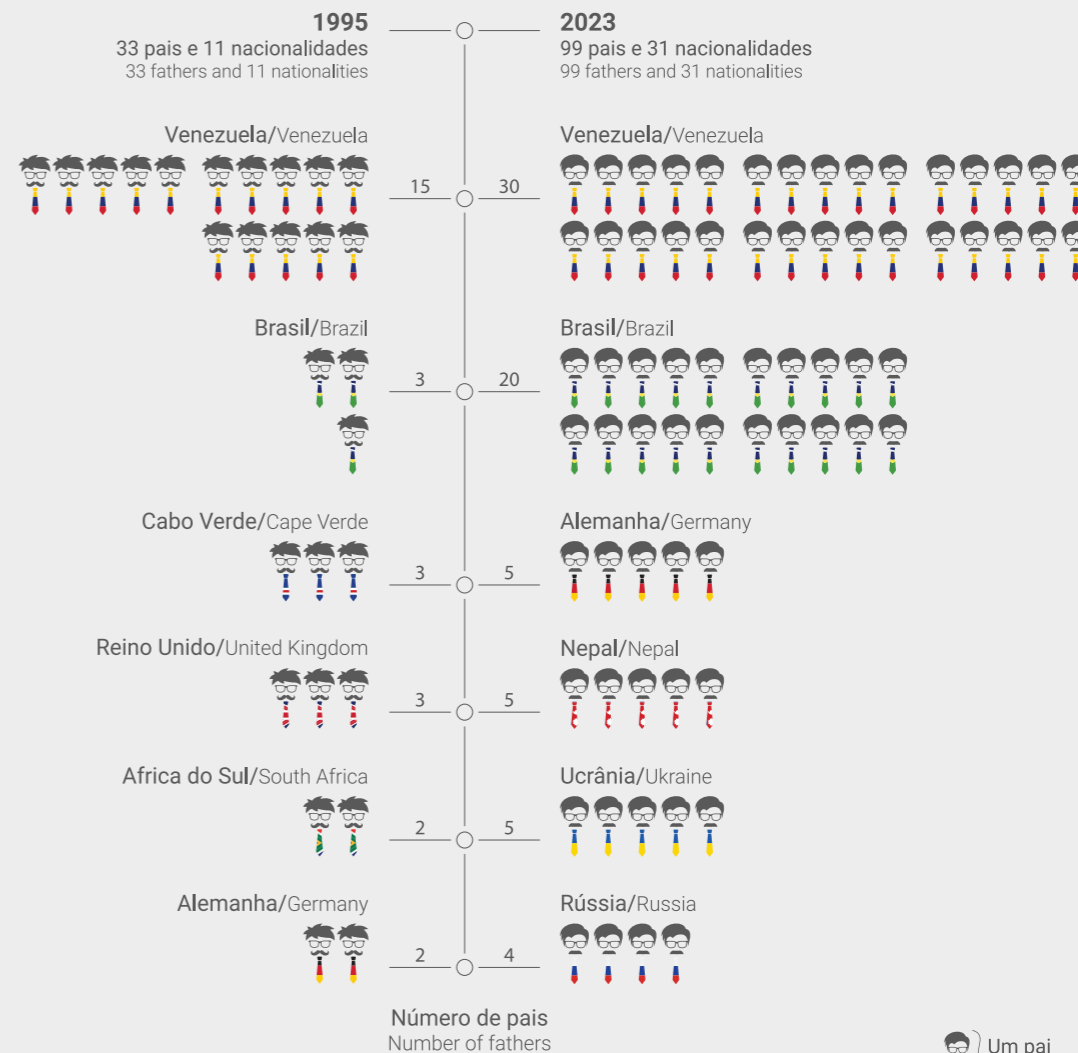 1995
33 pais e 11 nacionalidades
33 fathers and 11 nationalities
2023
99 pais e 31 nacionalidades
99 fathers and 31 nationalities
Venezuela/Venezuela
15
30
Venezuela/Venezuela
Brasil/Brazil
3
20
Brasil/Brazil
Cabo Verde/Cape Verde
3
5
Alemanha/Germany
Reino Unido/United Kingdom
3
5
Nepal/Nepal
Africa do Sul/South Africa
2
5
Ucrânia/Ukraine
Alemanha/Germany
2
4
Rússia/Russia
Número de pais
Number of fathers
Um pai